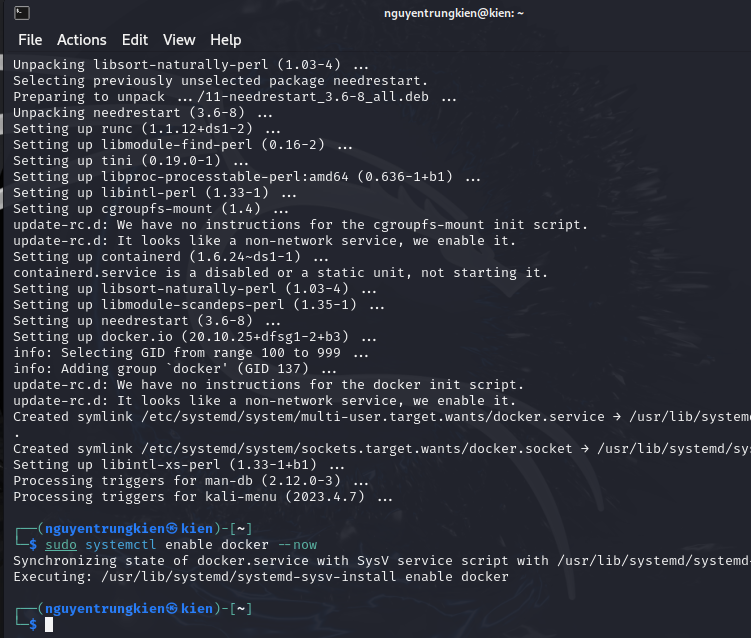 nguyentrungkien@kien: ~
File Actions Edit View Help
Unpacking libsort-naturally-perl (1.03-4) ...
Selecting previously unselected package needrestart.
Preparing to unpack .../11-needrestart_3.6-8_all.deb ...
Unpacking needrestart (3.6-8) ...
Setting up runc (1.1.12+ds1-2) ...
Setting up libmodule-find-perl (0.16-2) ...
Setting up tini (0.19.0-1) ...
Setting up libproc-processtable-perl:amd64 (0.636-1+b1) ...
Setting up libintl-perl (1.33-1) ...
Setting up cgroupfs-mount (1.4) ...
update-rc.d: We have no instructions for the cgroupfs-mount init script.
update-rc.d: It looks like a non-network service, we enable it.
Setting up containerd (1.6.24~ds1-1) ...
containerd.service is a disabled or a static unit, not starting it.
Setting up libsort-naturally-perl (1.03-4) ...
Setting up libmodule-scandeps-perl (1.35-1) ...
Setting up needrestart (3.6-8) ...
Setting up docker.io (20.10.25+dfsg1-2+b3) ...
info: Selecting GID from range 100 to 999 ...
info: Adding group `docker' (GID 137) ...
update-rc.d: We have no instructions for the docker init script.
update-rc.d: It looks like a non-network service, we enable it.
Created symlink /etc/systemd/system/multi-user.target.wants/docker.service → /usr/lib/system
.
Created symlink /etc/systemd/system/sockets.target.wants/docker.socket → /usr/lib/systemd/sy
Setting up libintl-xs-perl (1.33-1+b1) ...
Processing triggers for man-db (2.12.0-3) ...
Processing triggers for kali-menu (2023.4.7) ...
┌──(nguyentrungkien㉿kien)-[~]
└─$ sudo systemctl enable docker --now
Synchronizing state of docker.service with SysV service script with /usr/lib/systemd/systemd-
Executing: /usr/lib/systemd/systemd-sysv-install enable docker
┌──(nguyentrungkien㉿kien)-[~]
└─$